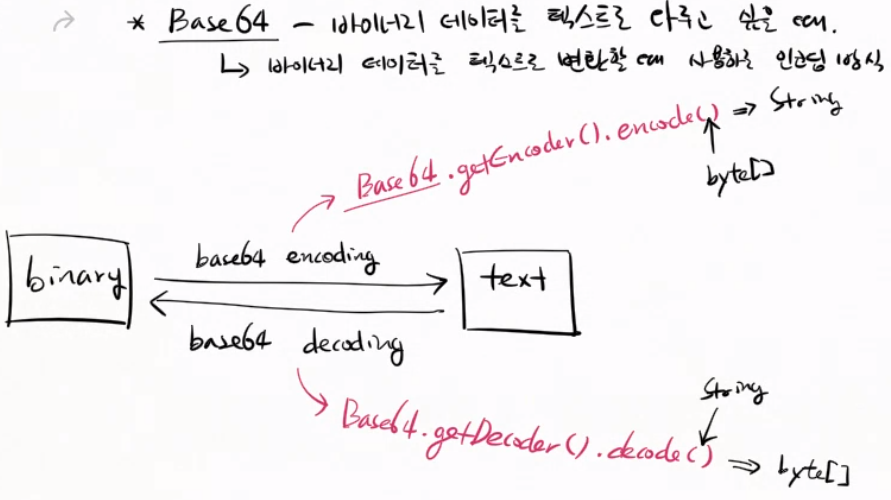 * Base64 - 바이너리 데이터를 텍스트로 다루고 싶을 때.
↳ 바이너리 데이터를 텍스트로 변환할 때 사용하는 인코딩 방식
Base64.getEncoder().encode() ⇒ String
byte[]
base64 encoding
binary
text
base64 decoding
String
Base64.getDecoder().decode() ⇒ byte[]